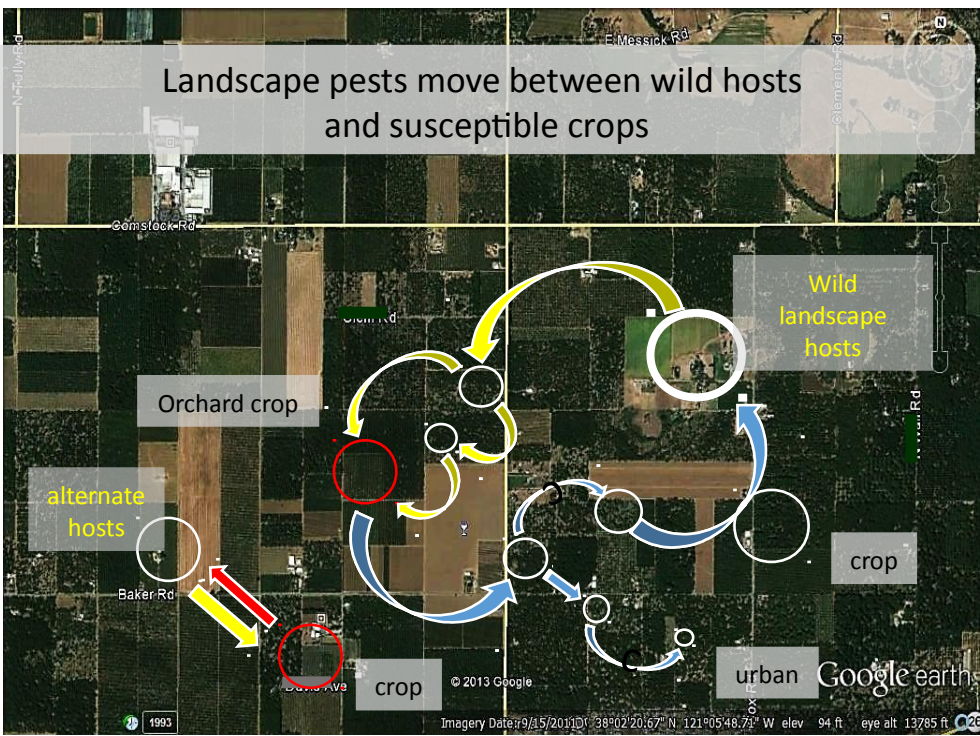 N Tully Rd
E Messick Rd
Clements Rd
N
Landscape pests move between wild hosts
and susceptible crops
Comstock Rd
Wild
landscape
hosts
Orchard crop
alternate
hosts
crop
Baker Rd
crop
urban
Davis Ave
© 2013 Google
Google earth
1993
Imagery Date: 9/15/2011 38°02'20.67" N 121°05'48.71" W elev 94 ft eye alt 13785 ft